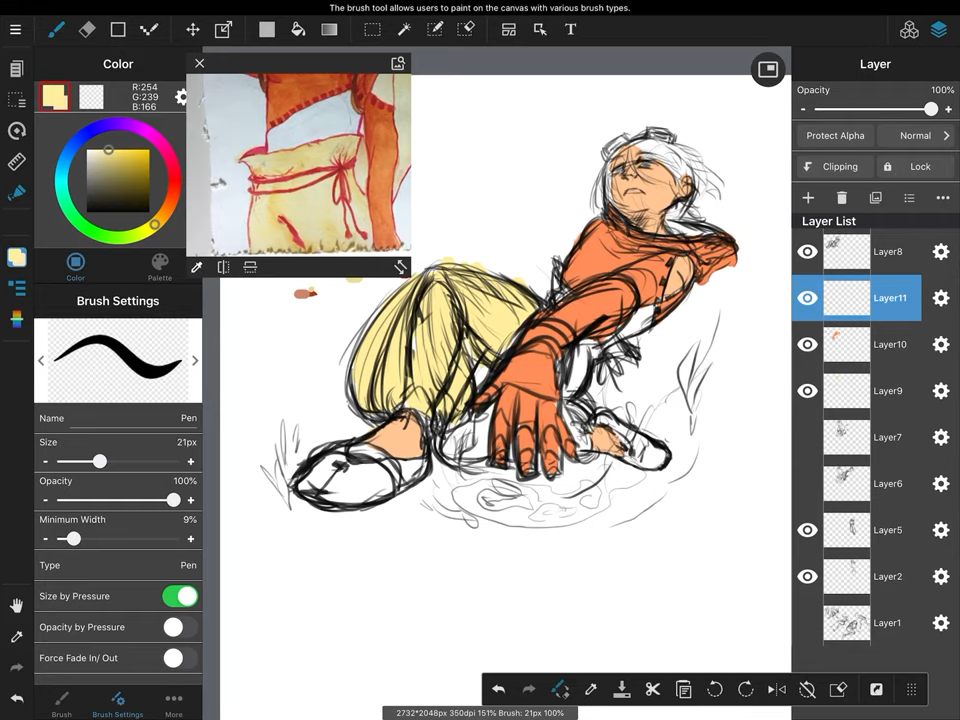 The brush tool allows users to paint on the canvas with various brush types.
T
Color
Layer
R:254
G:239
B:166
Opacity
100%
-
+
Protect Alpha
Normal
Clipping
Lock
Layer List
Layer8
Layer11
Layer10
Layer9
Layer7
Layer6
Layer5
Layer2
Layer1
Color
Palette
Brush Settings
Name
Pen
Size
21px
-
+
Opacity
100%
-
+
Minimum Width
9%
-
+
Type
Pen
Size by Pressure
Opacity by Pressure
Force Fade In/ Out
Brush
Brush Settings
More
2732*2048px 350dpi 151% Brush: 21px 100%